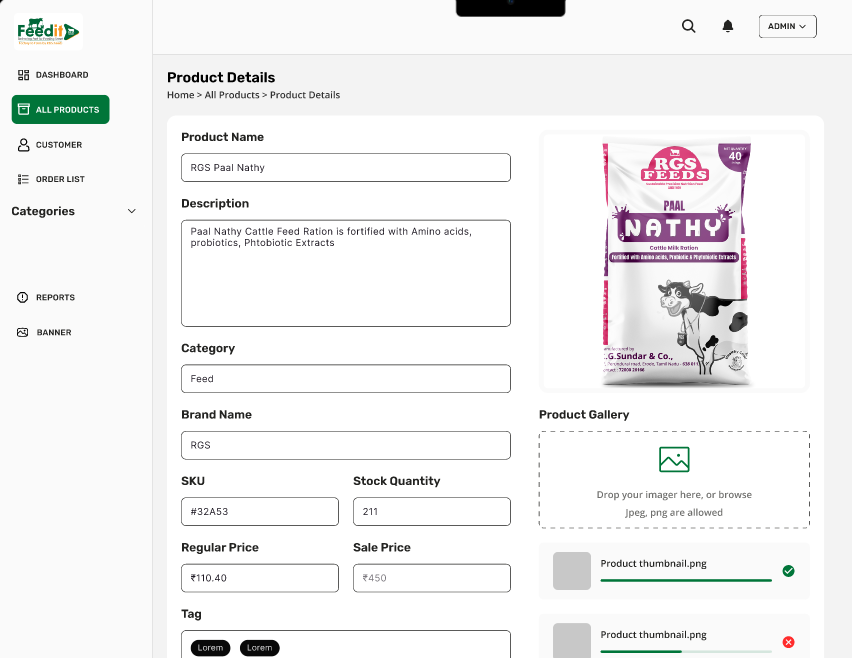 Feedit
DASHBOARD
ALL PRODUCTS
CUSTOMER
ORDER LIST
Categories
REPORTS
BANNER
ADMIN
Product Details
Home > All Products > Product Details
Product Name
RGS Paal Nathy
Description
Paal Nathy Cattle Feed Ration is fortified with Amino acids,
probiotics, Phtobiotic Extracts
Category
Feed
Brand Name
RGS
SKU
Stock Quantity
#32A53
211
Regular Price
Sale Price
₹110.40
₹450
Tag
Lorem
Lorem
40
RGS
FEEDS
PAAL
NATHY
Cattle Milk Ration
Fortified with Amino acids, Probiotic & Phytobiotic Extracts
.G.Sundar & Co.,
Product Gallery
Drop your imager here, or browse
Jpeg, png are allowed
Product thumbnail.png
Product thumbnail.png